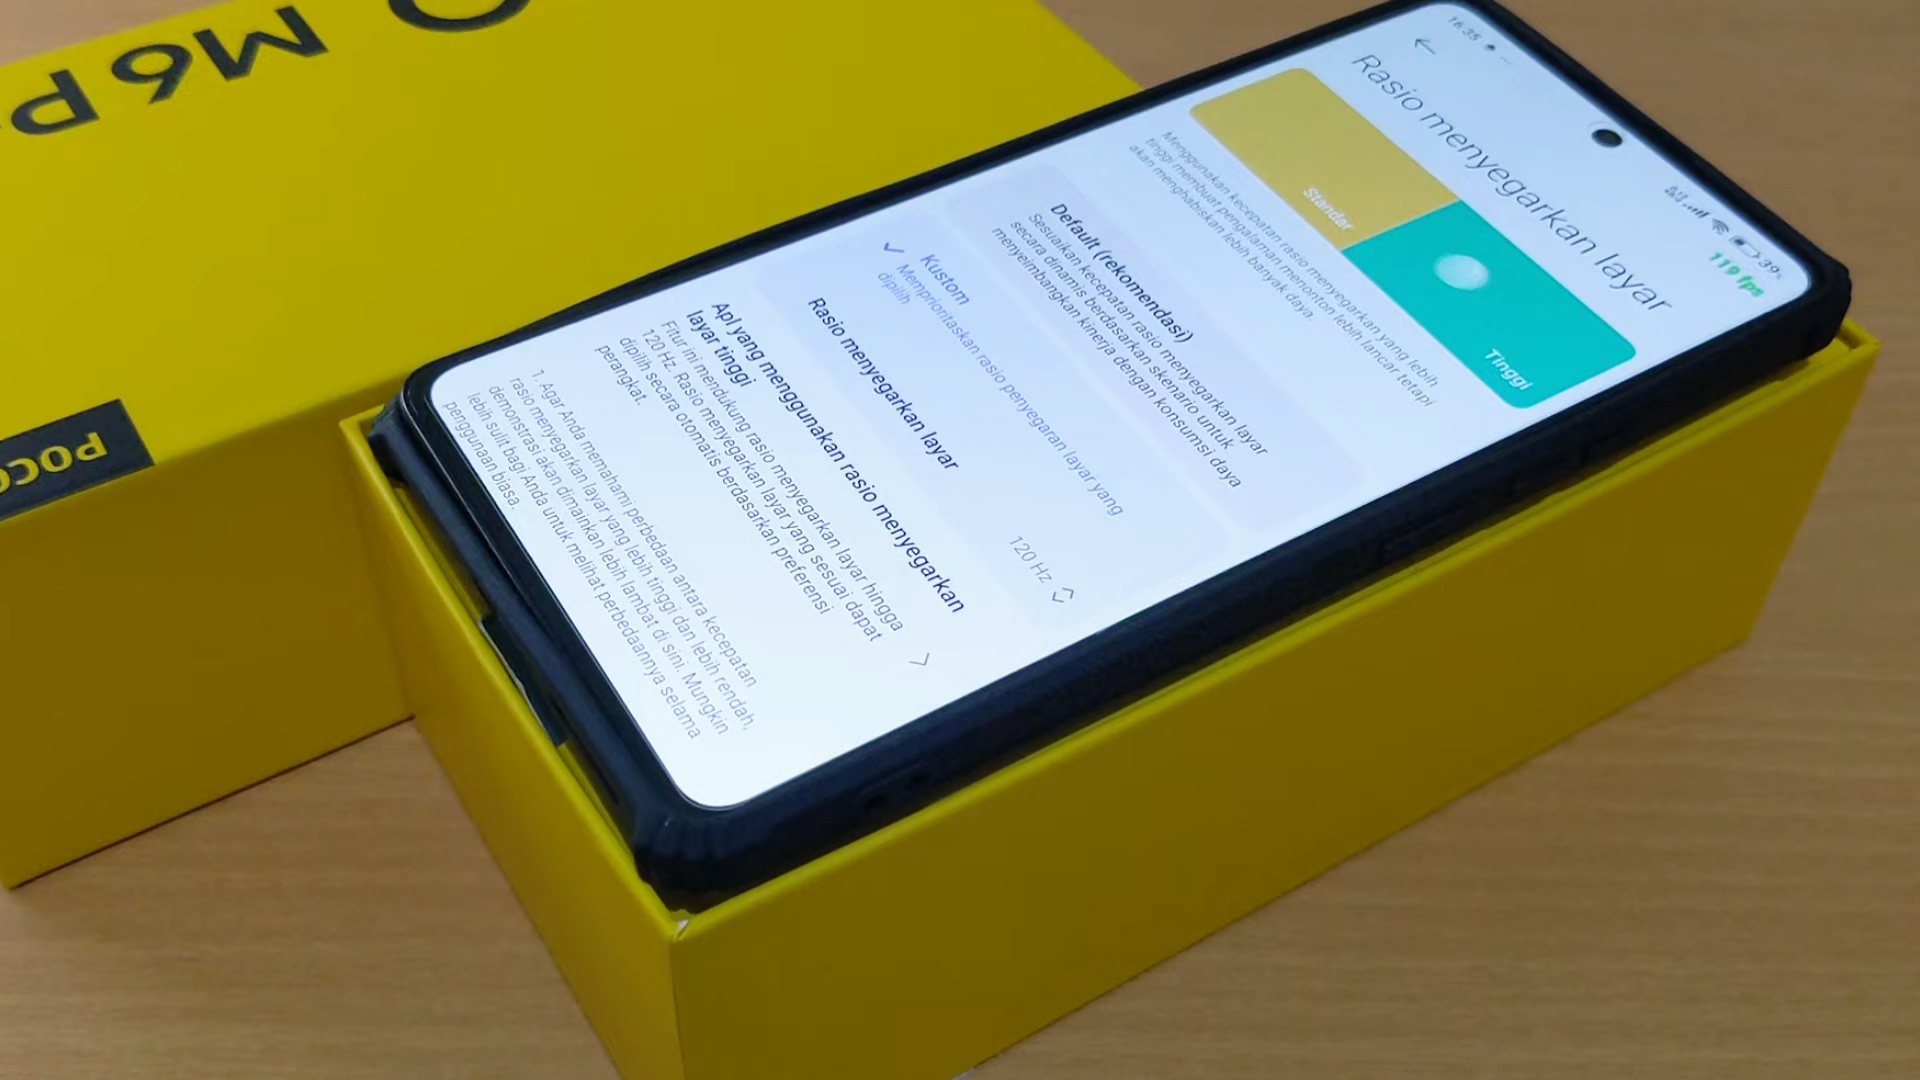 M6 P
POCO
16.35
39%
119 fps
Rasio menyegarkan layar
Standar
Tinggi
Menggunakan kecepatan rasio menyegarkan yang lebih
tinggi membuat pengalaman menonton lebih lancar tetapi
akan menghabiskan lebih banyak daya.
Default (rekomendasi)
Sesuaikan kecepatan rasio menyegarkan layar
secara dinamis berdasarkan skenario untuk
menyeimbangkan kinerja dengan konsumsi daya
Kustom
Memprioritaskan rasio penyegaran layar yang
dipilih
Rasio menyegarkan layar
120 Hz
Apl yang menggunakan rasio menyegarkan
layar tinggi
Fitur ini mendukung rasio menyegarkan layar hingga
120 Hz. Rasio menyegarkan layar yang sesuai dapat
dipilih secara otomatis berdasarkan preferensi
perangkat.
1. Agar Anda memahami perbedaan antara kecepatan
rasio menyegarkan layar yang lebih tinggi dan lebih rendah,
demonstrasi akan dimainkan lebih lambat di sini. Mungkin
lebih sulit bagi Anda untuk melihat perbedaannya selama
penggunaan biasa.